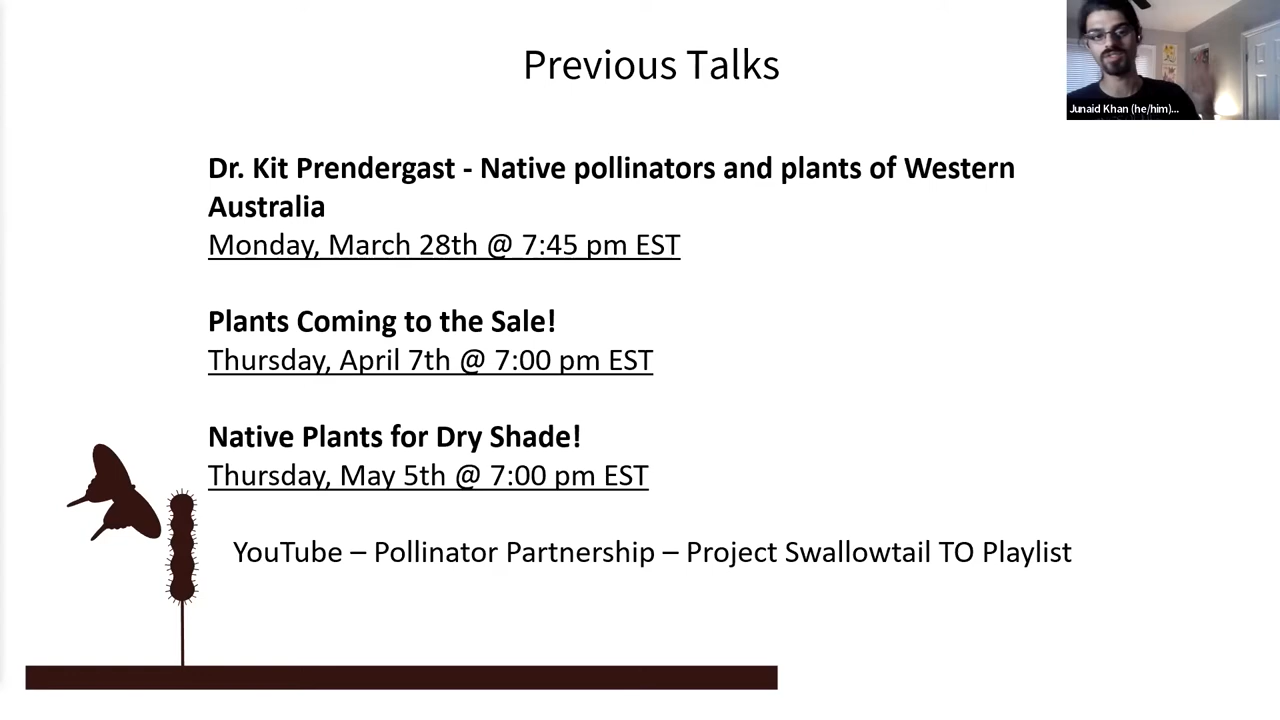 Previous Talks
Junaid Khan (he/him)...
Dr. Kit Prendergast - Native pollinators and plants of Western
Australia
Monday, March 28th @ 7:45 pm EST
Plants Coming to the Sale!
Thursday, April 7th @ 7:00 pm EST
Native Plants for Dry Shade!
Thursday, May 5th @ 7:00 pm EST
YouTube – Pollinator Partnership – Project Swallowtail TO Playlist